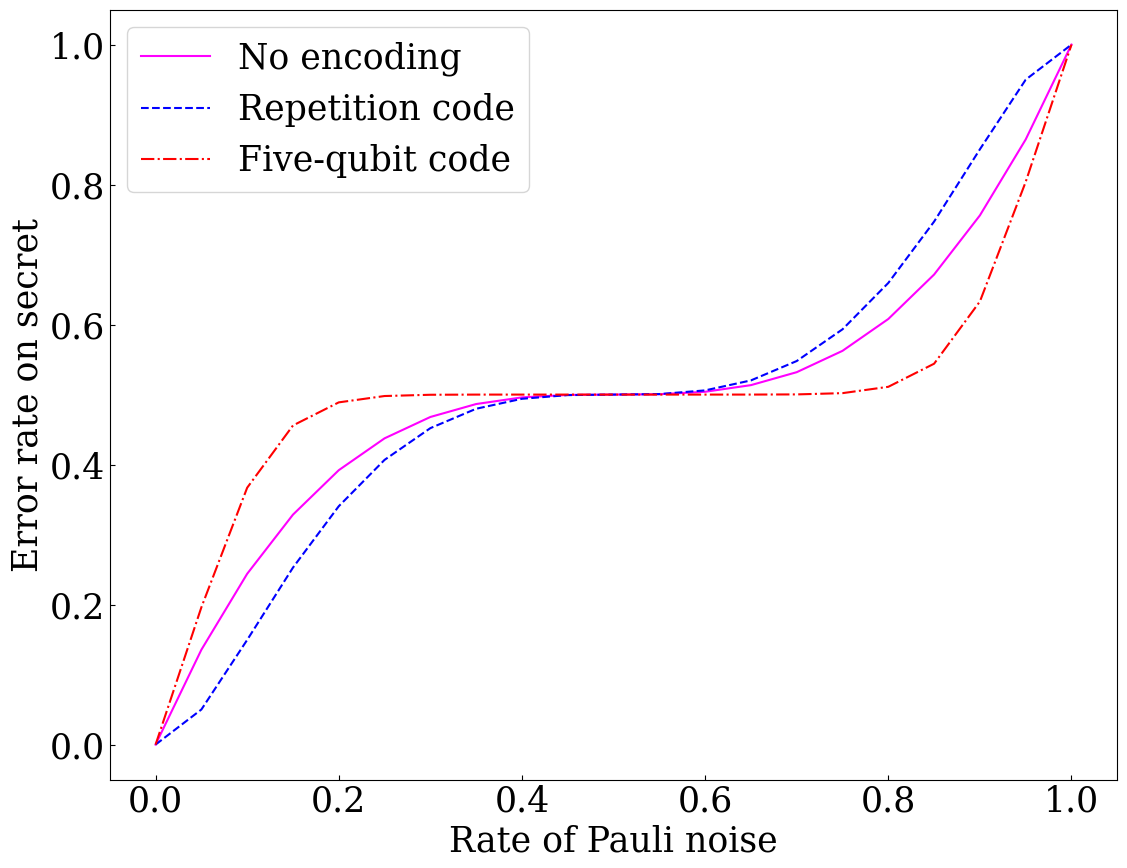 No encoding
Repetition code
Five-qubit code
Error rate on secret
1.0
0.8
0.6
0.4
0.2
0.0
0.0 0.2 0.4 0.6 0.8 1.0
Rate of Pauli noise